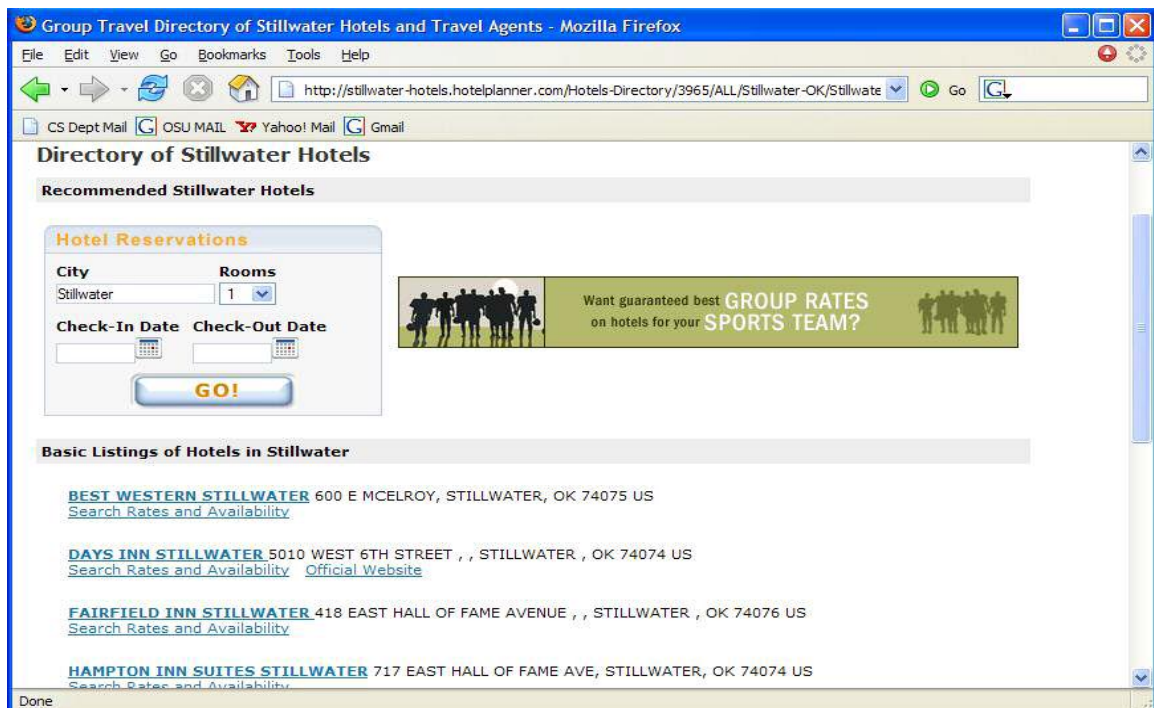 Group Travel Directory of Stillwater Hotels and Travel Agents - Mozilla Firefox
File Edit View Go Bookmarks Tools Help
http://stillwater-hotels.hotelplanner.com/Hotels-Directory/3965/ALL/Stillwater-OK/Stillwate Go G
CS Dept Mail G OSU MAIL Y? Yahoo! Mail G Gmail
Directory of Stillwater Hotels
Recommended Stillwater Hotels
Hotel Reservations
City Rooms
Stillwater 1
Check-In Date Check-Out Date
GO!
Want guaranteed best GROUP RATES
on hotels for your SPORTS TEAM?
Basic Listings of Hotels in Stillwater
BEST WESTERN STILLWATER 600 E MCELROY, STILLWATER, OK 74075 US
Search Rates and Availability
DAYS INN STILLWATER 5010 WEST 6TH STREET , , STILLWATER , OK 74074 US
Search Rates and Availability Official Website
FAIRFIELD INN STILLWATER 418 EAST HALL OF FAME AVENUE , , STILLWATER , OK 74076 US
Search Rates and Availability
HAMPTON INN SUITES STILLWATER 717 EAST HALL OF FAME AVE, STILLWATER, OK 74074 US
Search Rates and Availability
Done